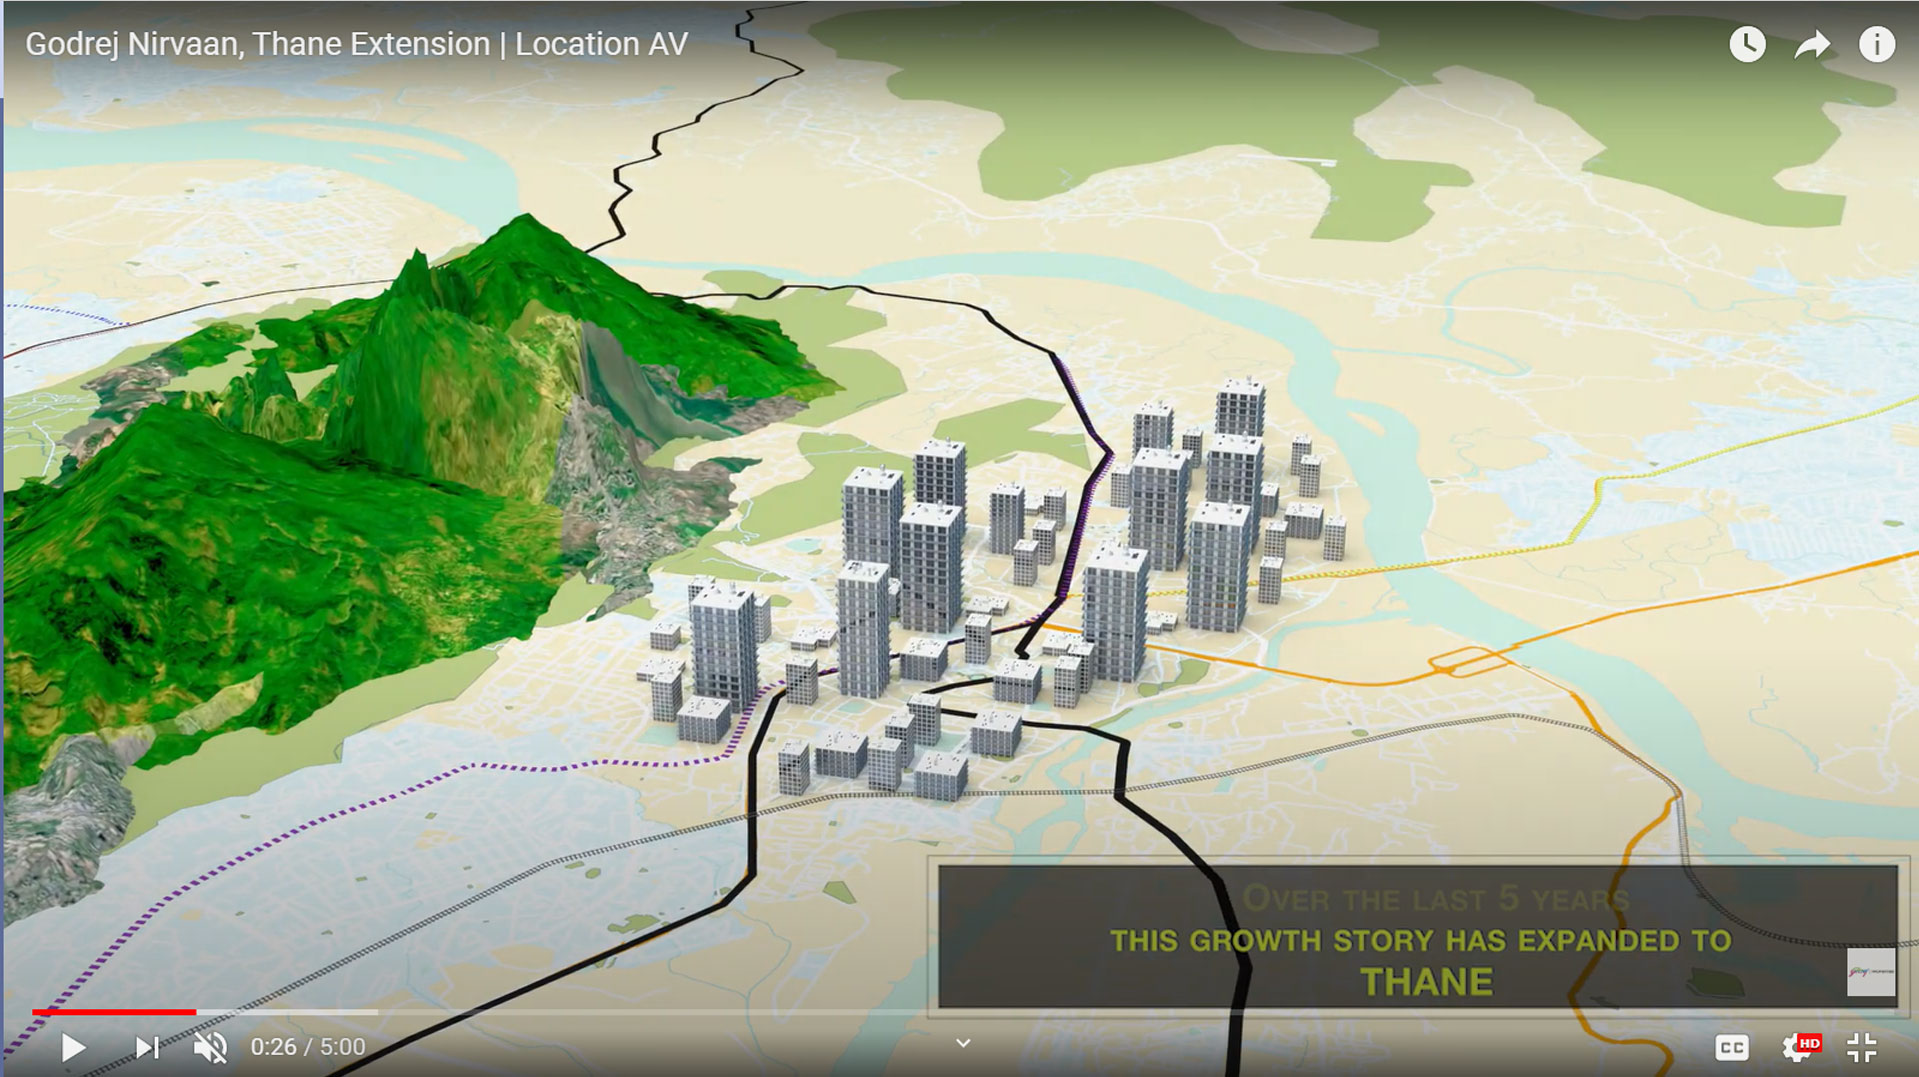 Godrej Nirvaan, Thane Extension | Location AV
OVER THE LAST 5 YEARS
THIS GROWTH STORY HAS EXPANDED TO
THANE
0:26 / 5:00
CC
HD